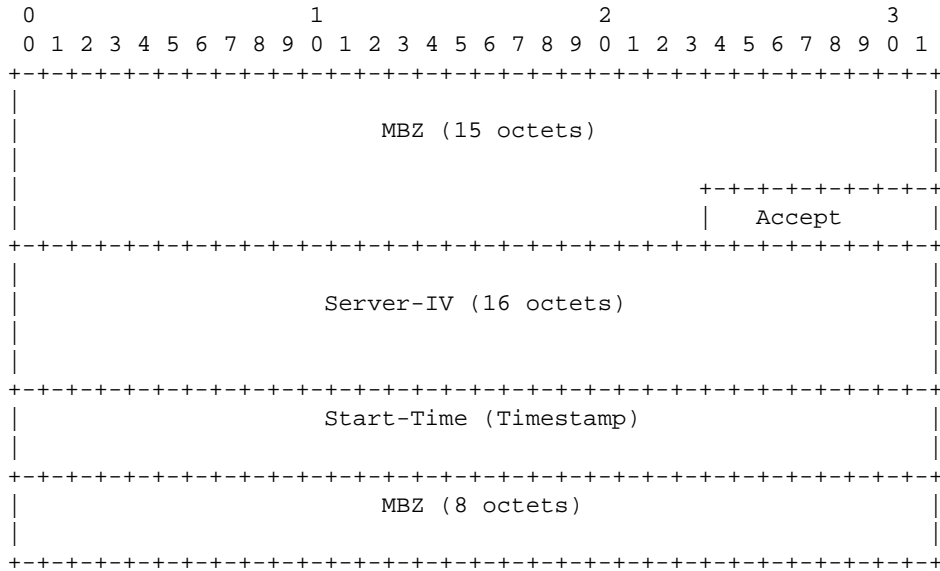 0                   1                   2                   3
 0 1 2 3 4 5 6 7 8 9 0 1 2 3 4 5 6 7 8 9 0 1 2 3 4 5 6 7 8 9 0 1
+-+-+-+-+-+-+-+-+-+-+-+-+-+-+-+-+-+-+-+-+-+-+-+-+-+-+-+-+-+-+-+-+
|                                                               |
|                         MBZ (15 octets)                       |
|                                                               |
|                                               +-+-+-+-+-+-+-+-+
|                                               |   Accept      |
+-+-+-+-+-+-+-+-+-+-+-+-+-+-+-+-+-+-+-+-+-+-+-+-+-+-+-+-+-+-+-+-+
|                                                               |
|                     Server-IV (16 octets)                     |
|                                                               |
|                                                               |
+-+-+-+-+-+-+-+-+-+-+-+-+-+-+-+-+-+-+-+-+-+-+-+-+-+-+-+-+-+-+-+-+
|                     Start-Time (Timestamp)                    |
|                                                               |
+-+-+-+-+-+-+-+-+-+-+-+-+-+-+-+-+-+-+-+-+-+-+-+-+-+-+-+-+-+-+-+-+
|                         MBZ (8 octets)                        |
|                                                               |
+-+-+-+-+-+-+-+-+-+-+-+-+-+-+-+-+-+-+-+-+-+-+-+-+-+-+-+-+-+-+-+-+